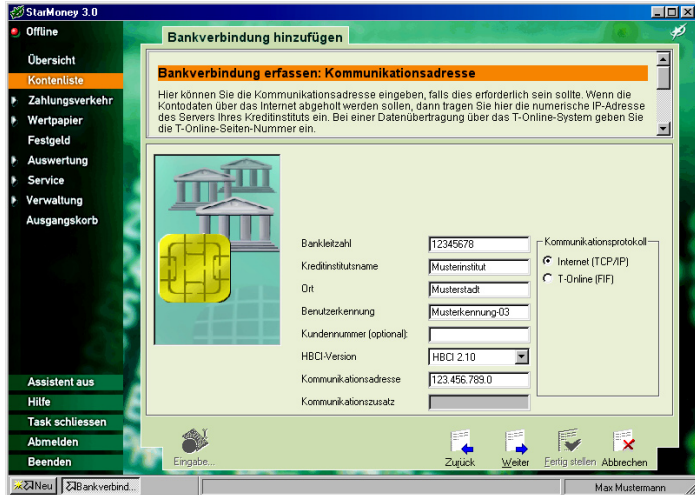 StarMoney 3.0
Offline
Bankverbindung hinzufügen
Übersicht
Kontenliste
Zahlungsverkehr
Wertpapier
Festgeld
Auswertung
Service
Verwaltung
Ausgangskorb
Bankverbindung erfassen: Kommunikationsadresse
Hier können Sie die Kommunikationsadresse eingeben, falls dies erforderlich sein sollte. Wenn die
Kontodaten über das Internet abgeholt werden sollen, dann tragen Sie hier die numerische IP-Adresse
des Servers Ihres Kreditinstituts ein. Bei einer Datenübertragung über das T-Online-System geben Sie
die T-Online-Seiten-Nummer ein.
Bankleitzahl 12345678
Kreditinstitutsname Musterinstitut
Ort Musterstadt
Benutzerkennung Musterkennung-03
Kundennummer (optional):
HBCI-Version HBCI 2.10
Kommunikationsadresse 123.456.789.0
Kommunikationszusatz
Kommunikationsprotokoll
Internet (TCP/IP)
T-Online (FIF)
Assistent aus
Hilfe
Task schliessen
Abmelden
Beenden
Eingabe... Zurück Weiter Fertig stellen Abbrechen
Neu Bankverbind... Max Mustermann